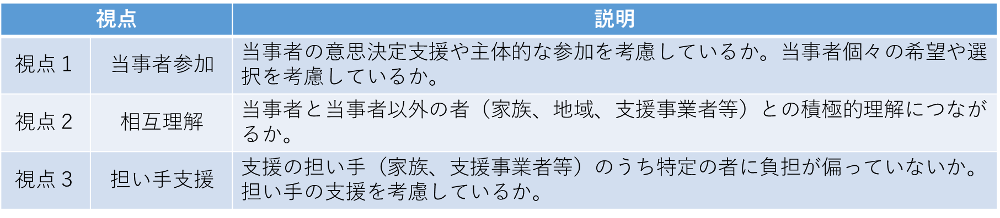 視点
説明
視点1
当事者参加
当事者の意思決定支援や主体的な参加を考慮しているか。当事者個々の希望や選
択を考慮しているか。
視点2
相互理解
当事者と当事者以外の者（家族、地域、支援事業者等）との積極的理解につなが
るか。
視点3
担い手支援
支援の担い手（家族、支援事業者等）のうち特定の者に負担が偏っていないか。
担い手の支援を考慮しているか。